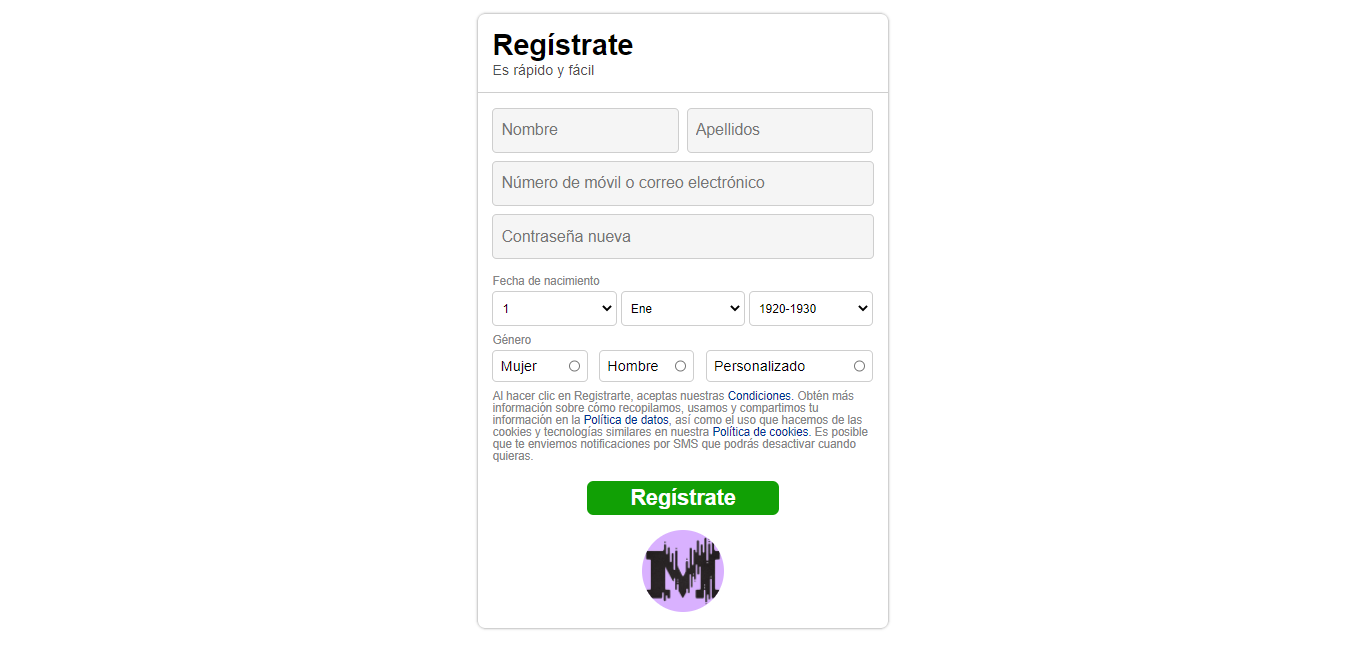 Regístrate
Es rápido y fácil
Nombre Apellidos
Número de móvil o correo electrónico
Contraseña nueva
Fecha de nacimiento
1 Ene 1920-1930
Género
Mujer Hombre Personalizado
Al hacer clic en Registrarte, aceptas nuestras Condiciones. Obtén más
información sobre cómo recopilamos, usamos y compartimos tu
información en la Política de datos, así como el uso que hacemos de las
cookies y tecnologías similares en nuestra Política de cookies. Es posible
que te enviemos notificaciones por SMS que podrás desactivar cuando
quieras.
Regístrate
M